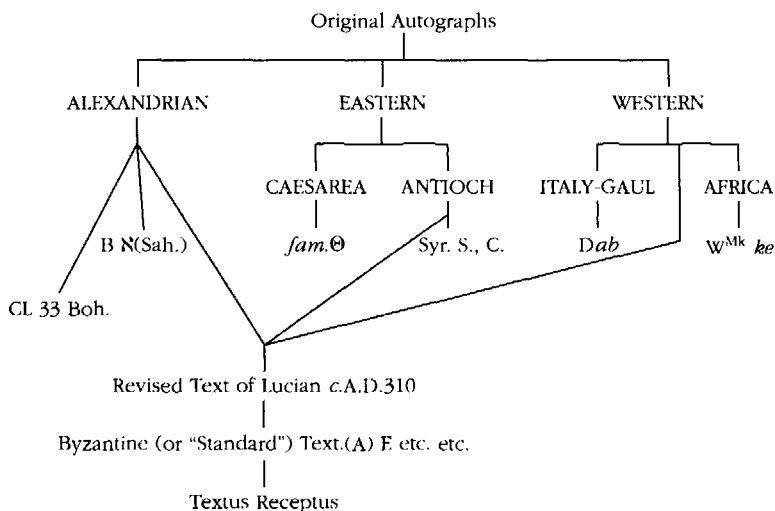 Original Autographs
ALEXANDRIAN EASTERN WESTERN
CAESAREA ANTIOCH ITALY-GAUL AFRICA
B א(Sah.) fam.Θ Syr. S., C. Dab W^Mk ke
CL 33 Boh.
Revised Text of Lucian c.A.D.310
Byzantine (or “Standard”) Text.(A) E etc. etc.
Textus Receptus